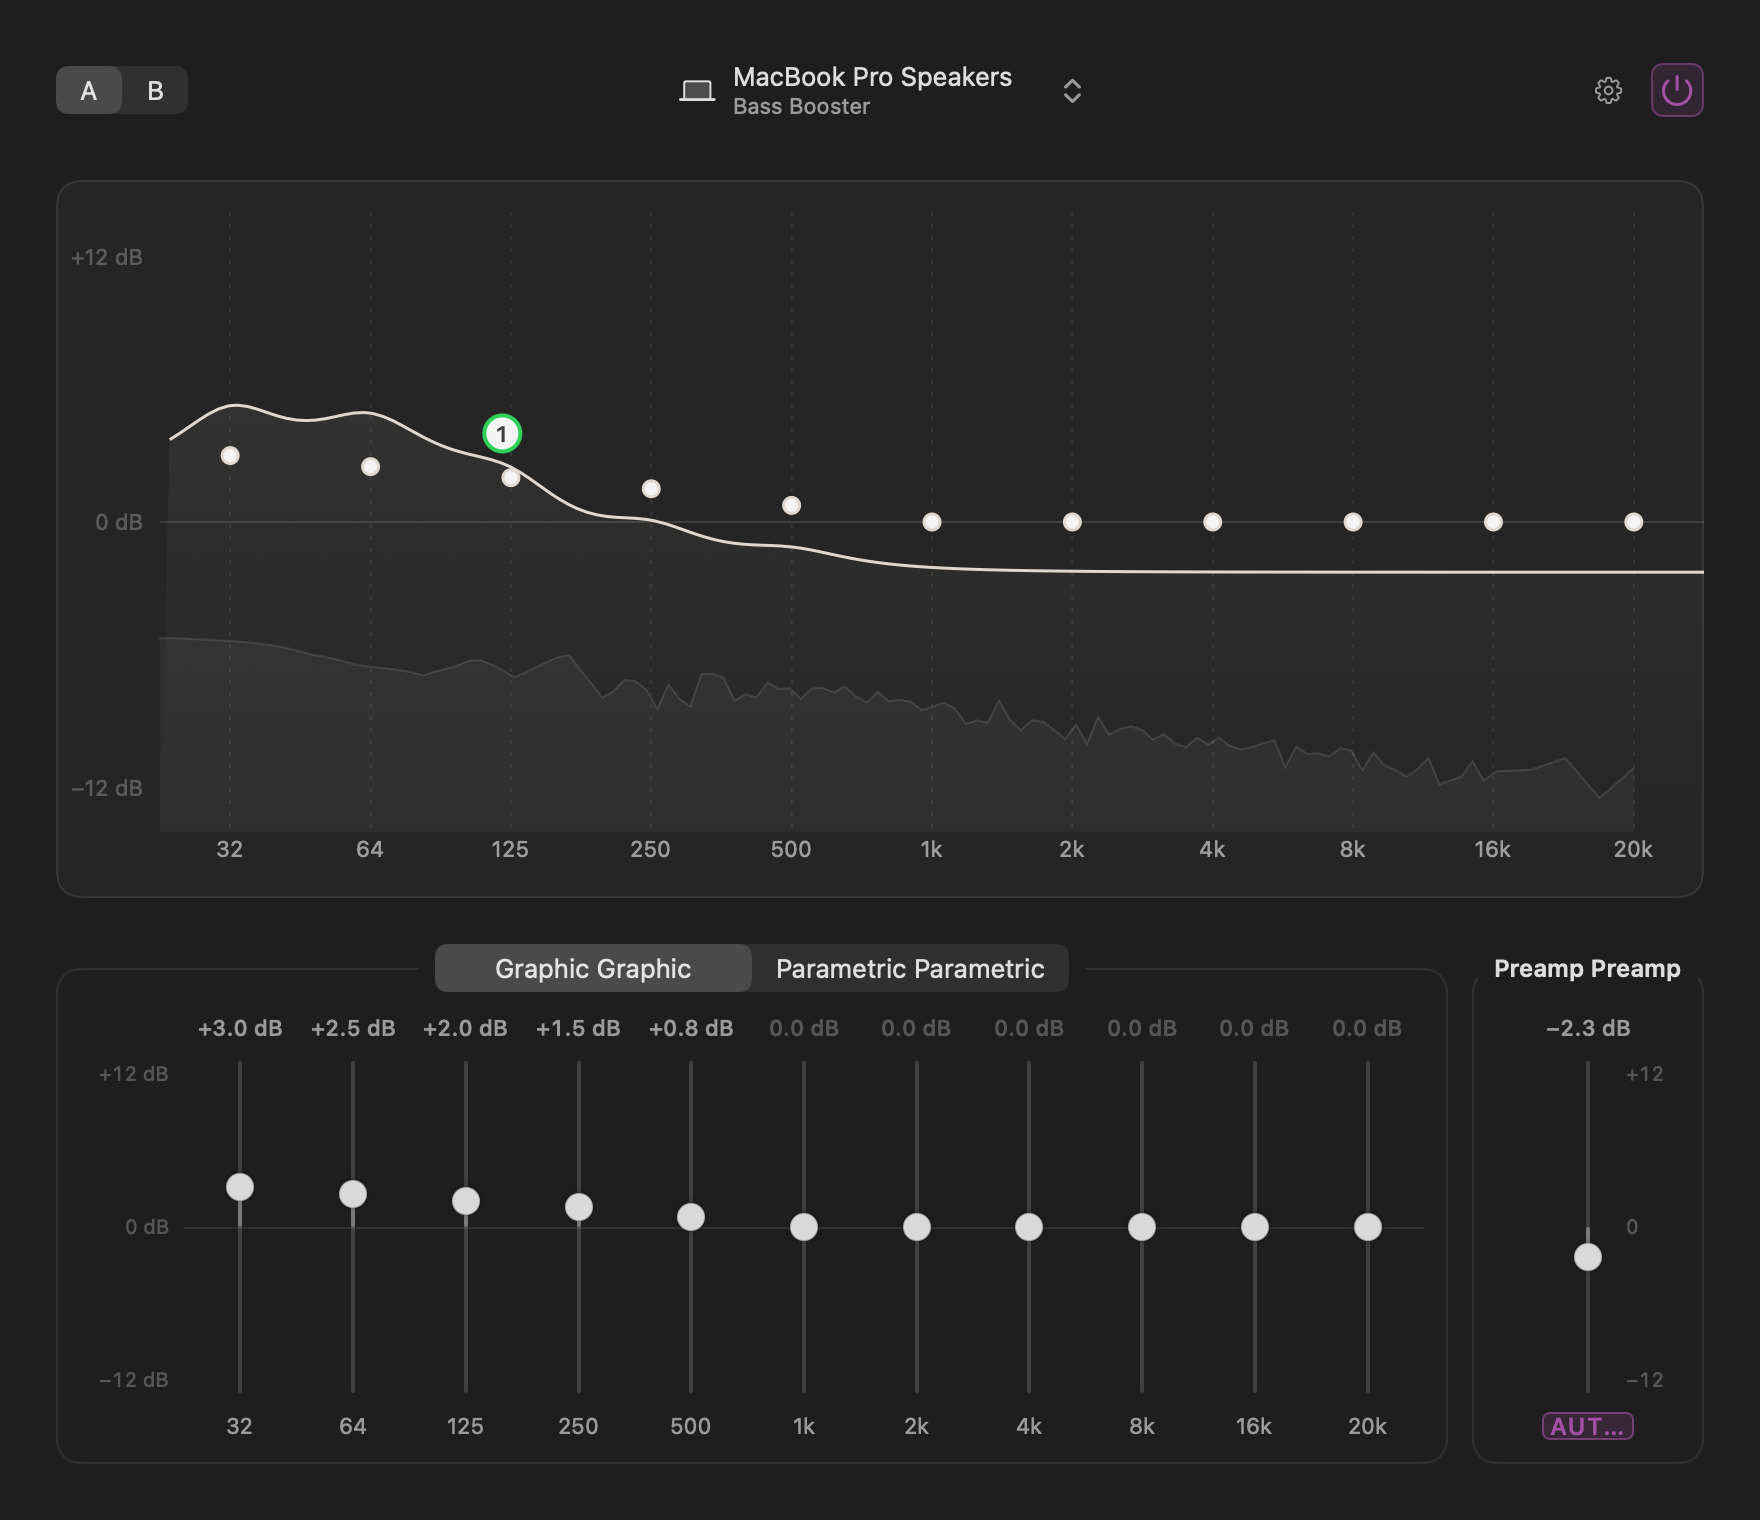 A B
MacBook Pro Speakers
Bass Booster
+12 dB
1
0 dB
−12 dB
32 64 125 250 500 1k 2k 4k 8k 16k 20k
Graphic Graphic Parametric Parametric
Preamp Preamp
+3.0 dB +2.5 dB +2.0 dB +1.5 dB +0.8 dB 0.0 dB 0.0 dB 0.0 dB 0.0 dB 0.0 dB 0.0 dB
−2.3 dB
+12 dB
+12
0 dB
0
−12 dB
−12
32 64 125 250 500 1k 2k 4k 8k 16k 20k
AUT...